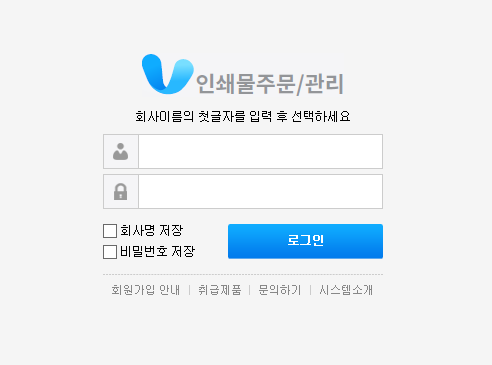 인쇄물주문/관리
회사이름의 첫글자를 입력 후 선택하세요
회사명 저장
비밀번호 저장
로그인
회원가입 안내 | 취급제품 | 문의하기 | 시스템소개